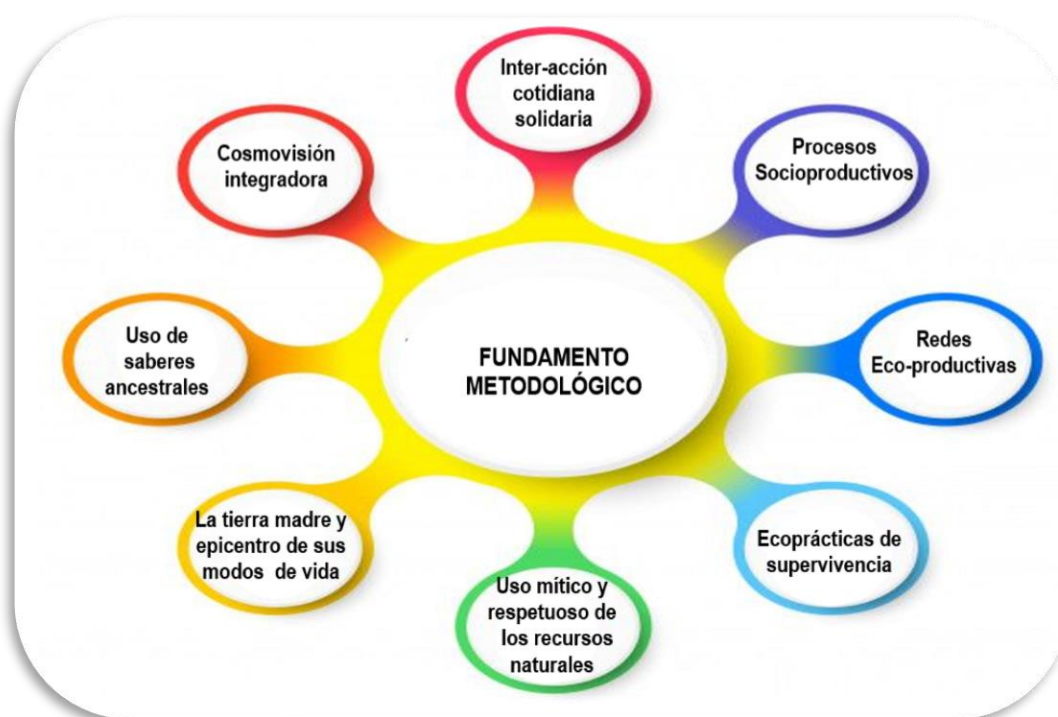 Inter-acción
cotidiana
solidaria
Cosmovisión
integradora
Procesos
Socioproductivos
Uso de
saberes
ancestrales
FUNDAMENTO
METODOLÓGICO
Redes
Eco-productivas
La tierra madre y
epicentro de sus
modos de vida
Uso mítico y
respetuoso de
los recursos
naturales
Ecoprácticas de
supervivencia